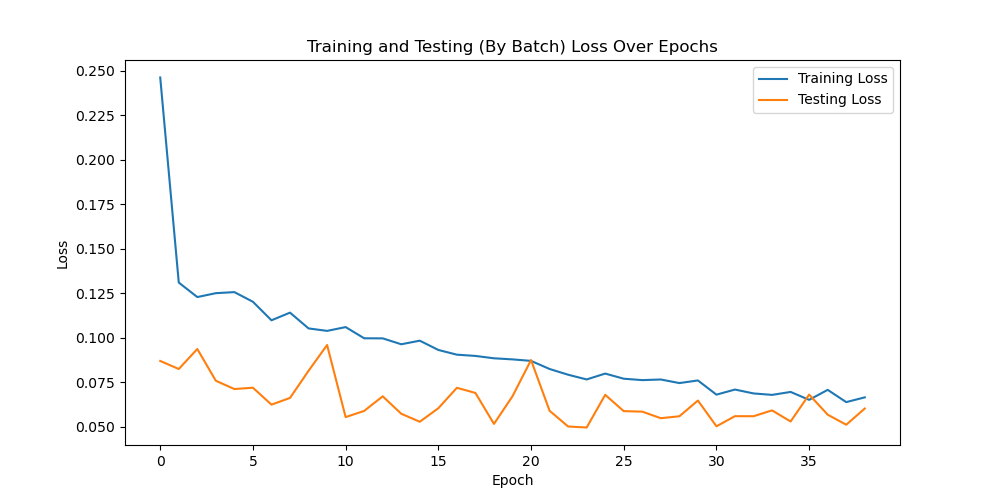 Training and Testing (By Batch) Loss Over Epochs
Training Loss
Testing Loss
0.250
0.225
0.200
0.175
0.150
0.125
0.100
0.075
0.050
Loss
0 5 10 15 20 25 30 35
Epoch